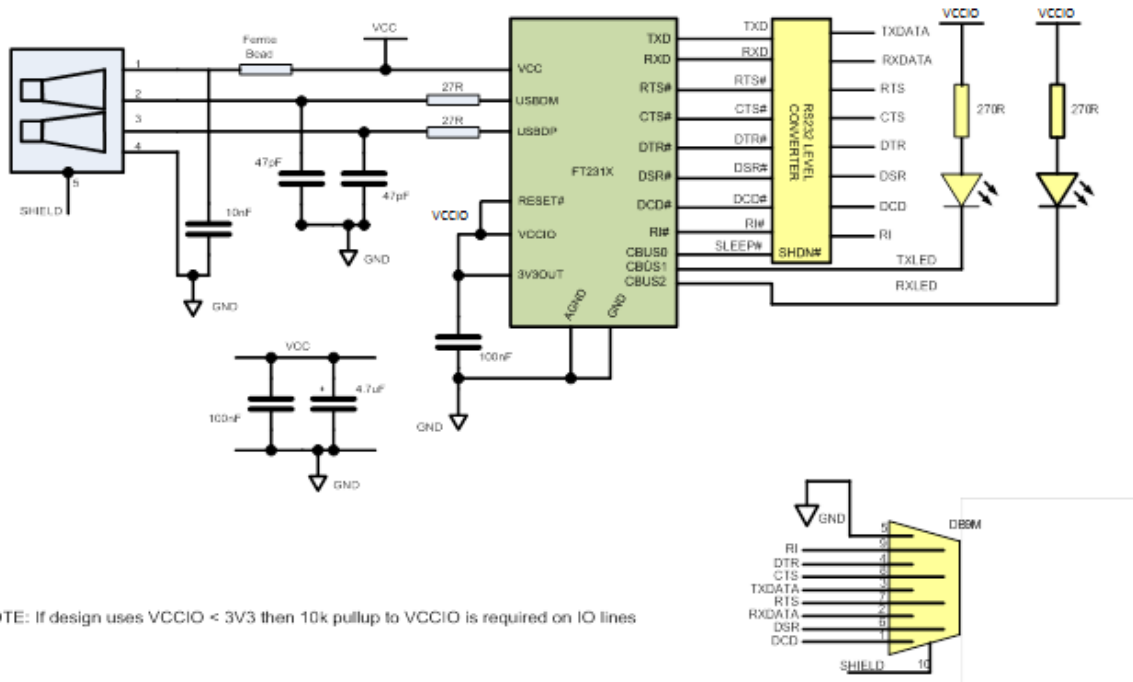 VCCIO
VCCIO
VCC
Ferrite
Bead
1
2
3
4
5
SHIELD
27R
27R
47pF
47pF
10nF
GND
GND
VCCIO
VCC
USBDM
USBDP
FT231X
RESET#
VCCIO
3V3OUT
AGND
GND
TXD
RXD
RTS#
CTS#
DTR#
DSR#
DCD#
RI#
CBUS0
CBUS1
CBUS2
TXD
RXD
RTS#
CTS#
DTR#
DSR#
DCD#
RI#
SLEEP#
RS232 LEVEL
CONVERTER
SHDN#
TXDATA
RXDATA
RTS
CTS
DTR
DSR
DCD
RI
TXLED
RXLED
270R
270R
100nF
GND
VCC
100nF
+
4.7uF
GND
GND
DB9M
RI
DTR
CTS
TXDATA
RTS
RXDATA
DSR
DCD
5
9
4
8
3
7
2
6
1
SHIELD
10
OTE: If design uses VCCIO < 3V3 then 10k pullup to VCCIO is required on IO lines